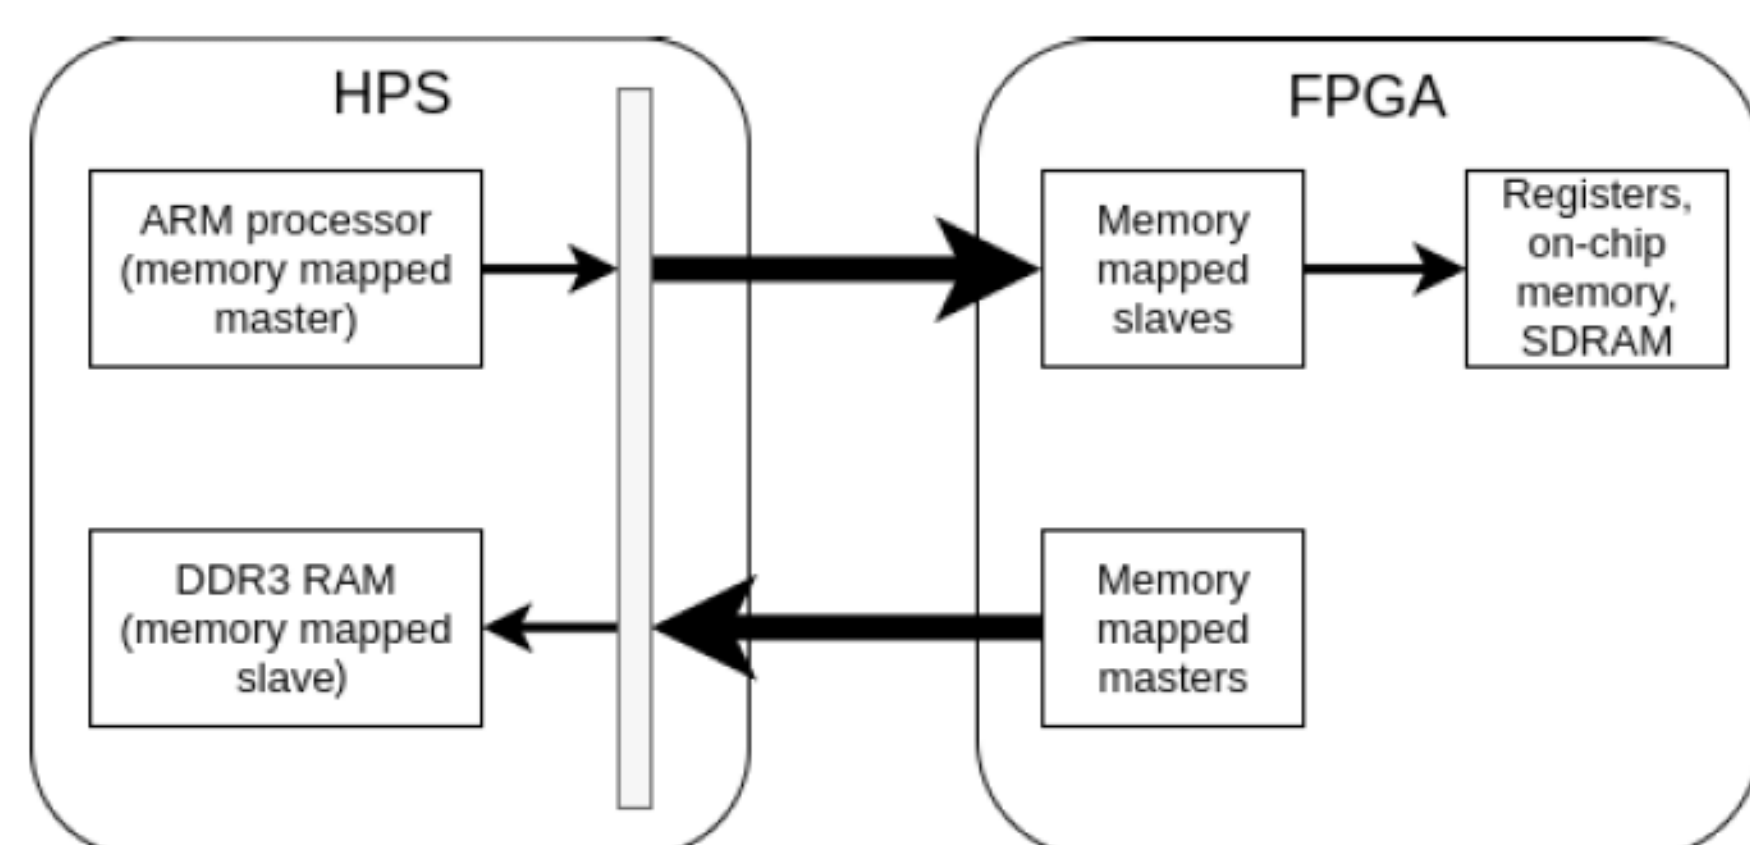 HPS
ARM processor
(memory mapped
master)
DDR3 RAM
(memory mapped
slave)
FPGA
Memory
mapped
slaves
Registers,
on-chip
memory,
SDRAM
Memory
mapped
masters